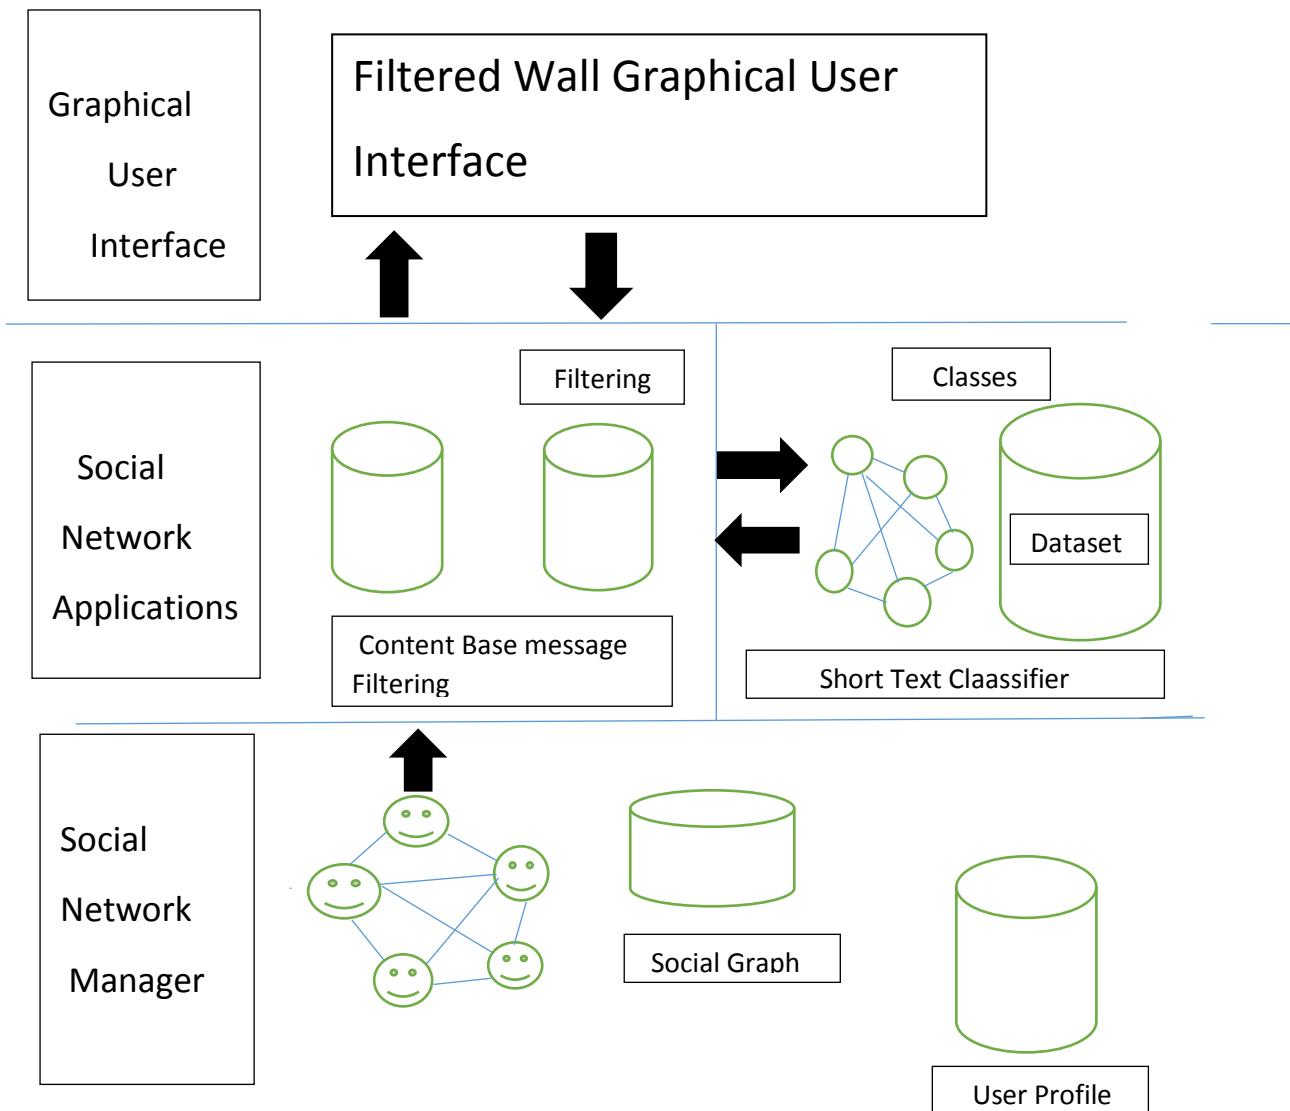 Graphical
User
Interface
Filtered Wall Graphical User
Interface
Social
Network
Applications
Filtering
Classes
Dataset
Content Base message
Filtering
Short Text Claassifier
Social
Network
Manager
Social Graph
User Profile